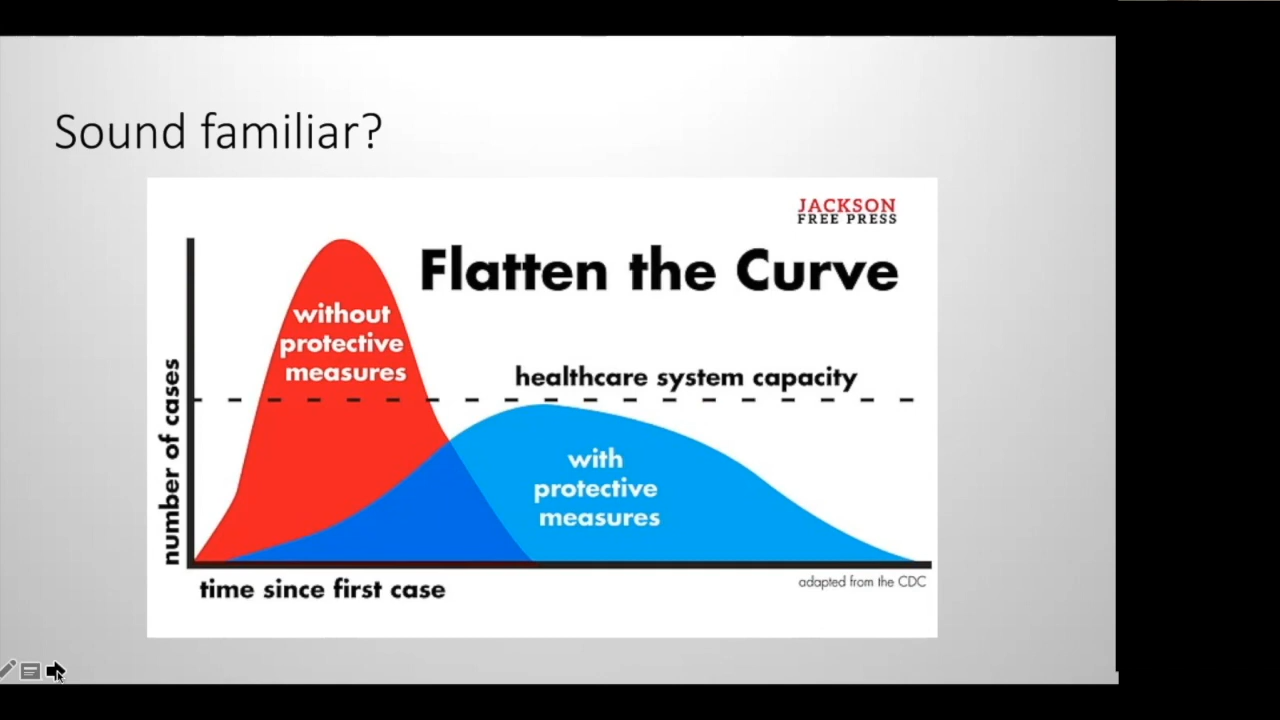 Sound familiar?
JACKSON
FREE PRESS
Flatten the Curve
without
protective
measures
healthcare system capacity
with
protective
measures
number of cases
time since first case
adapted from the CDC